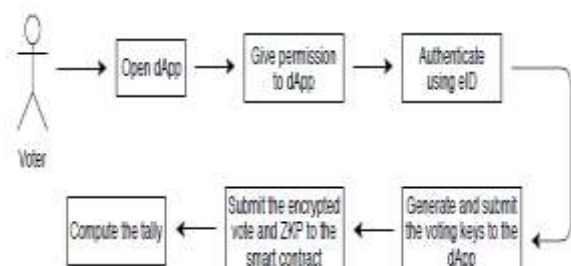 Open dApp
Give permission
to dApp
Authenticate
using eID
Voter
Generate and submit
the voting keys to the
dApp
Submit the encrypted
vote and ZKP to the
smart contract
Compute the tally